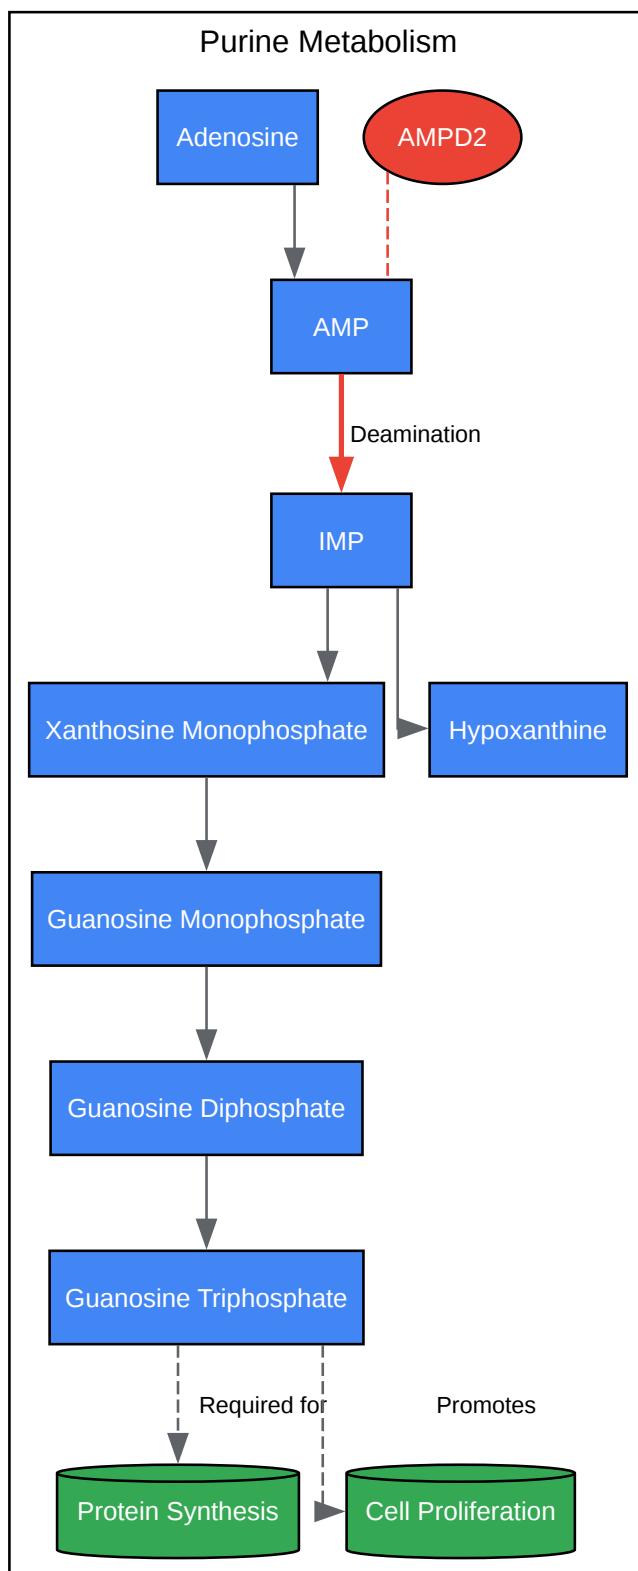 Purine Metabolism
Adenosine
AMPD2
AMP
Deamination
IMP
Xanthosine Monophosphate
Hypoxanthine
Guanosine Monophosphate
Guanosine Diphosphate
Guanosine Triphosphate
Required for
Promotes
Protein Synthesis
Cell Proliferation